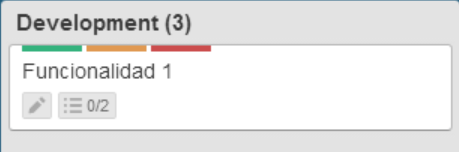 Development (3)
Funcionalidad 1
0/2